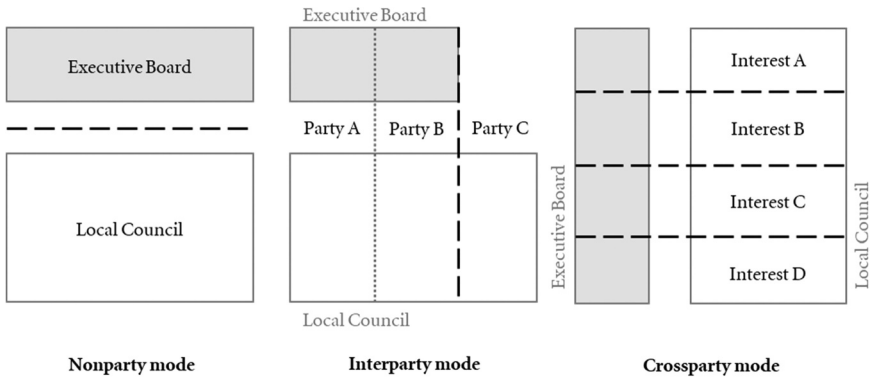 Executive Board
Local Council
Nonparty mode
Executive Board
Party A
Party B
Party C
Local Council
Interparty mode
Executive Board
Interest A
Interest B
Interest C
Interest D
Local Council
Crossparty mode